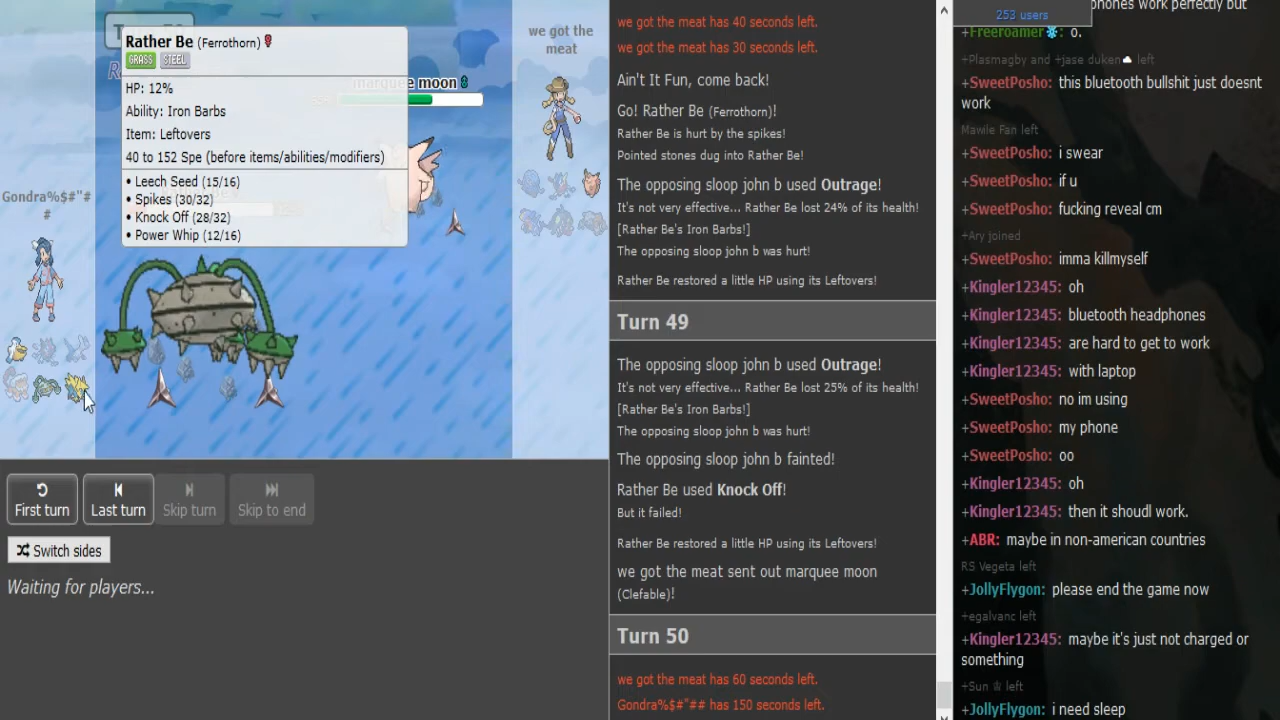 Rather Be (Ferrothorn)
GRASS STEEL
HP: 12%
Ability: Iron Barbs
Item: Leftovers
40 to 152 Spe (before items/abilities/modifiers)
• Leech Seed (15/16)
• Spikes (30/32)
• Knock Off (28/32)
• Power Whip (12/16)
marquee moon
we got the
meat
Gondra%$#"#
#
First turn
Last turn
Skip turn
Skip to end
Switch sides
Waiting for players...
we got the meat has 40 seconds left.
we got the meat has 30 seconds left.
Ain't It Fun, come back!
Go! Rather Be (Ferrothorn)!
Rather Be is hurt by the spikes!
Pointed stones dug into Rather Be!
The opposing sloop john b used Outrage!
It's not very effective... Rather Be lost 24% of its health!
[Rather Be's Iron Barbs!]
The opposing sloop john b was hurt!
Rather Be restored a little HP using its Leftovers!
Turn 49
The opposing sloop john b used Outrage!
It's not very effective... Rather Be lost 25% of its health!
[Rather Be's Iron Barbs!]
The opposing sloop john b was hurt!
The opposing sloop john b fainted!
Rather Be used Knock Off!
But it failed!
Rather Be restored a little HP using its Leftovers!
we got the meat sent out marquee moon
(Clefable)!
Turn 50
we got the meat has 60 seconds left.
Gondra%$#"## has 150 seconds left.
253 users
phones work perfectly but
+Freeroamer: o.
+Plasmagby and +jase duken left
+SweetPosho: this bluetooth bullshit just doesnt
work
Mawile Fan left
+SweetPosho: i swear
+SweetPosho: if u
+SweetPosho: fucking reveal cm
+Ary joined
+SweetPosho: imma killmyself
+Kingler12345: oh
+Kingler12345: bluetooth headphones
+Kingler12345: are hard to get to work
+Kingler12345: with laptop
+SweetPosho: no im using
+SweetPosho: my phone
+SweetPosho: oo
+Kingler12345: oh
+Kingler12345: then it shoudl work.
+ABR: maybe in non-american countries
RS Vegeta left
+JollyFlygon: please end the game now
+egalvanc left
+Kingler12345: maybe it's just not charged or
something
+Sun left
+JollyFlygon: i need sleep